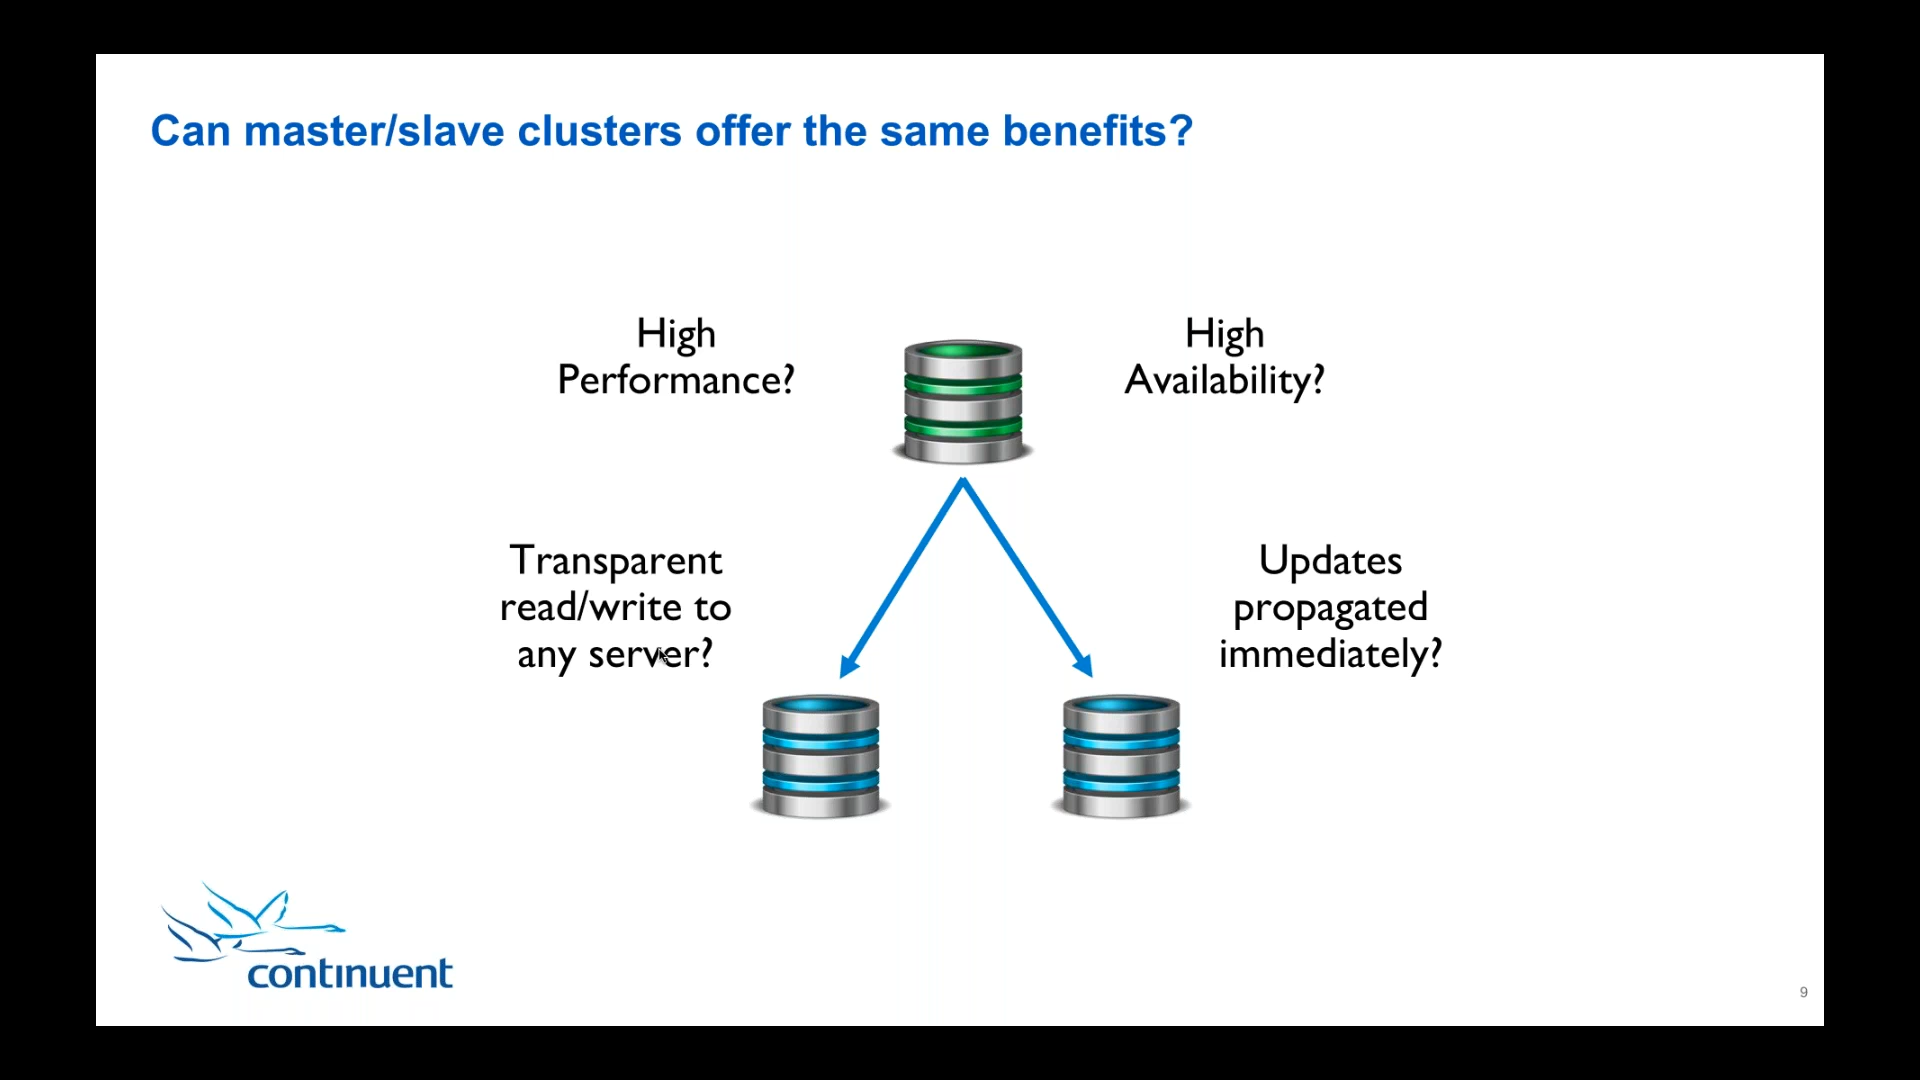 Can master/slave clusters offer the same benefits?
High
Performance?
High
Availability?
Transparent
read/write to
any server?
Updates
propagated
immediately?
continuent
9